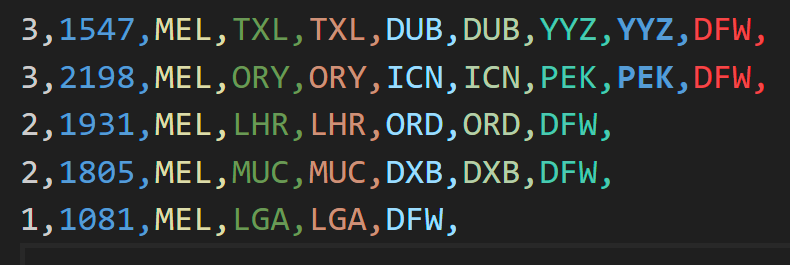 3,1547,MEL,TXL,TXL,DUB,DUB,YYZ,YYZ,DFW,
3,2198,MEL,ORY,ORY,ICN,ICN,PEK,PEK,DFW,
2,1931,MEL,LHR,LHR,ORD,ORD,DFW,
2,1805,MEL,MUC,MUC,DXB,DXB,DFW,
1,1081,MEL,LGA,LGA,DFW,